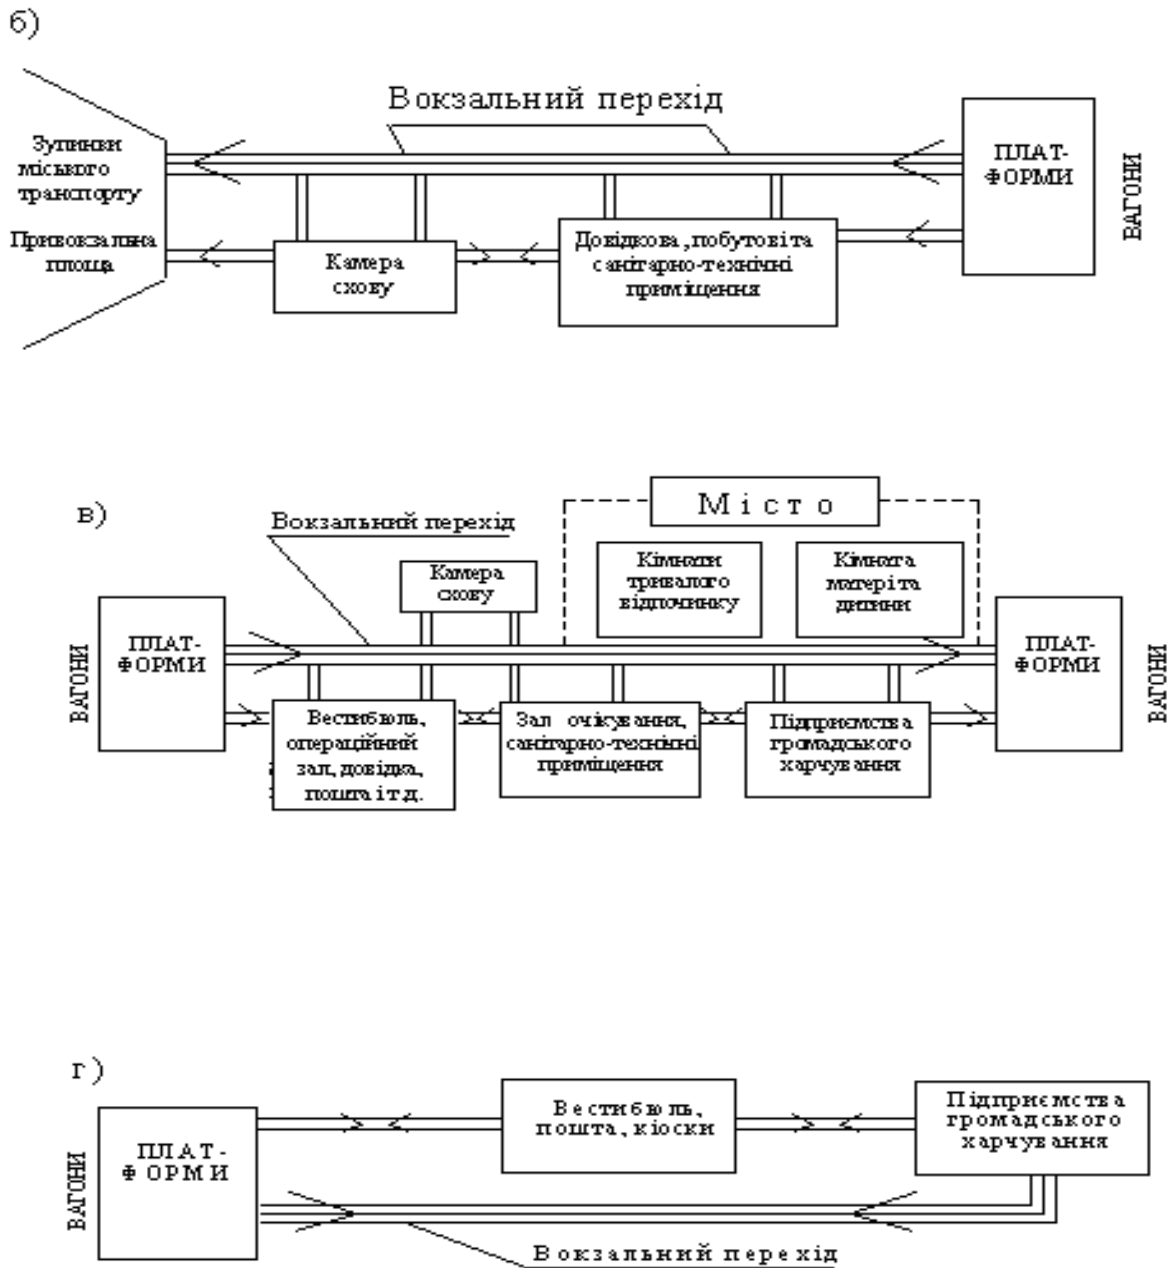 б)
Вокзальний перехід
Зупинки
міського
транспорту
Привокзальна
площа
Камера
схову
Довідкова, побутові та
санітарно-технічні
приміщення
ПЛАТ-
ФОРМИ
ВАГОНИ
в)
Вокзальний перехід
Місто
Камера
схову
Кімнати
тривалого
відпочинку
Кімната
матері та
дитини
ВАГОНИ
ПЛАТ-
ФОРМИ
Вестибюль,
операційний
зал, довідка,
пошта і т.д.
Зал очікування,
санітарно-технічні
приміщення
Підприємства
громадського
харчування
ПЛАТ-
ФОРМИ
ВАГОНИ
г)
ВАГОНИ
ПЛАТ-
ФОРМИ
Вестибюль,
пошта, кіоски
Підприємства
громадського
харчування
Вокзальний перехід